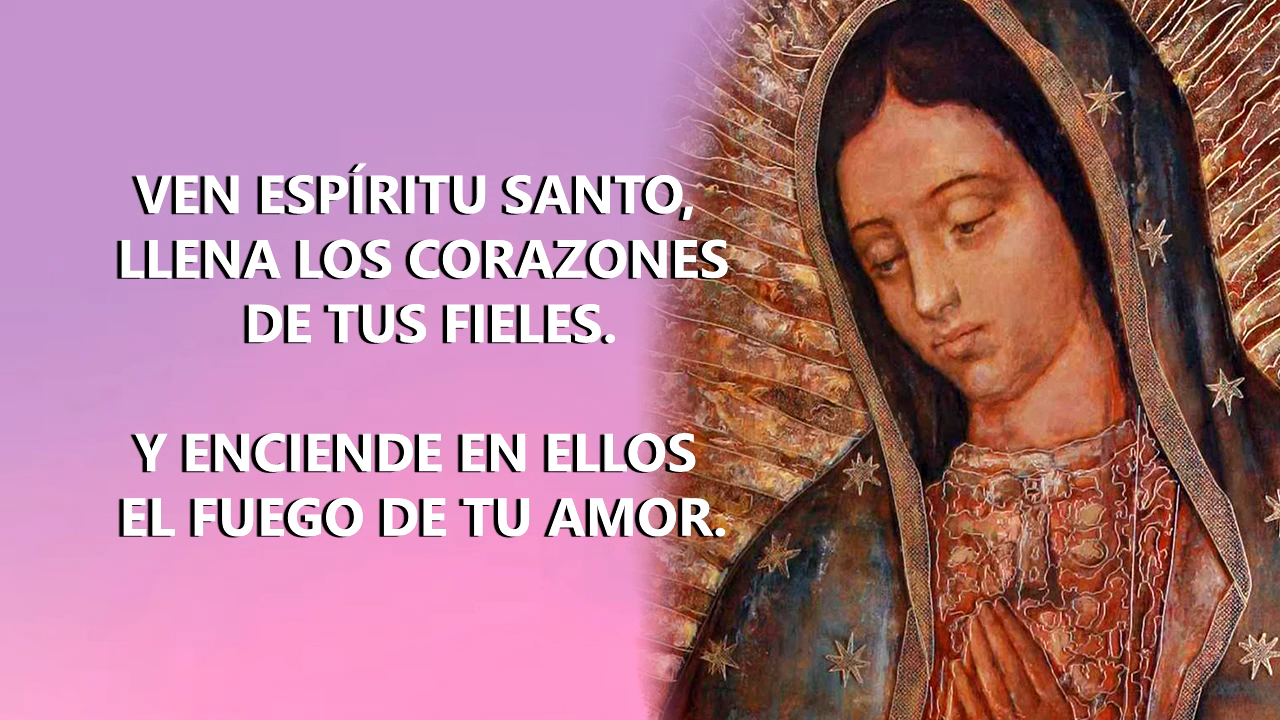 VEN ESPÍRITU SANTO,
LLENA LOS CORAZONES
DE TUS FIELES.
Y ENCIENDE EN ELLOS
EL FUEGO DE TU AMOR.